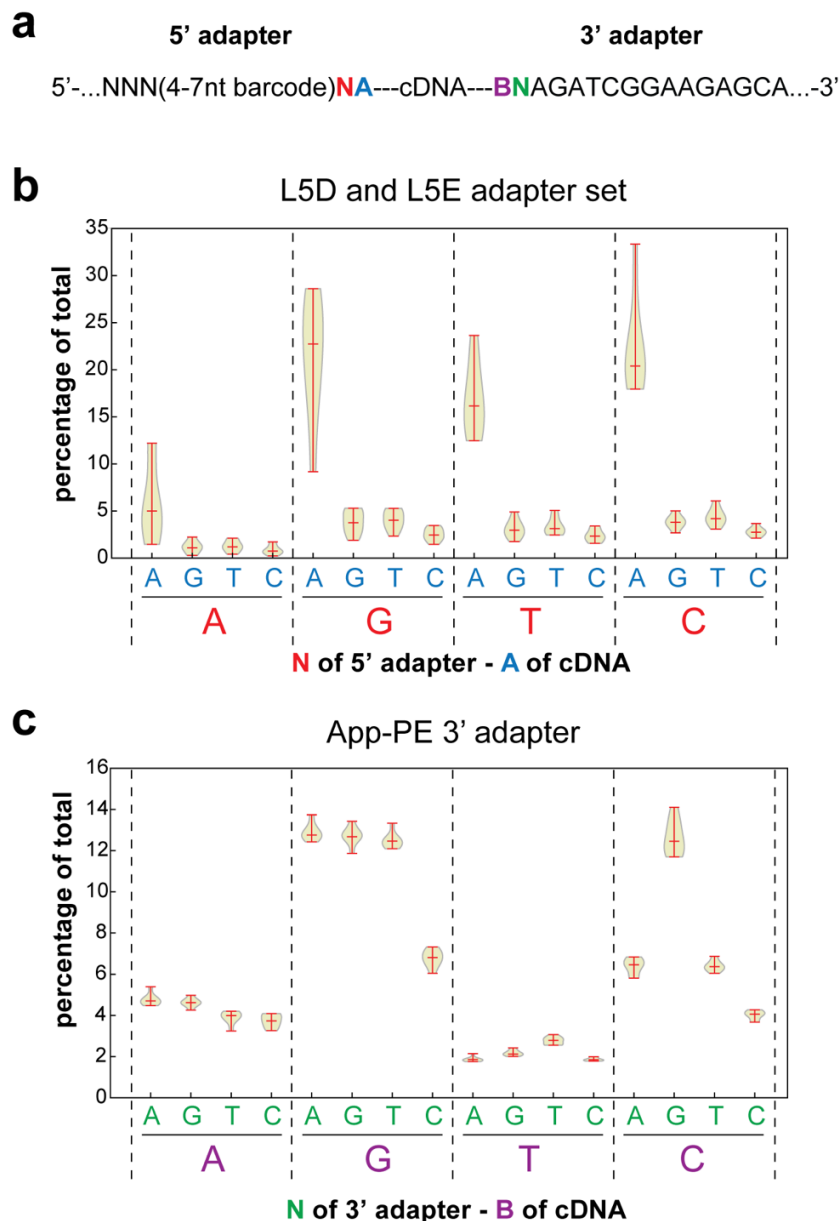 a
5’ adapter 3’ adapter
5’-...NNN(4-7nt barcode)NA---cDNA---BNAGATCGGAAGAGCA...-3’
b
L5D and L5E adapter set
percentage of total
35
30
25
20
15
10
5
0
A G T C A G T C A G T C A G T C
A G T C
N of 5’ adapter - A of cDNA
c
App-PE 3’ adapter
percentage of total
16
14
12
10
8
6
4
2
0
A G T C A G T C A G T C A G T C
A G T C
N of 3’ adapter - B of cDNA